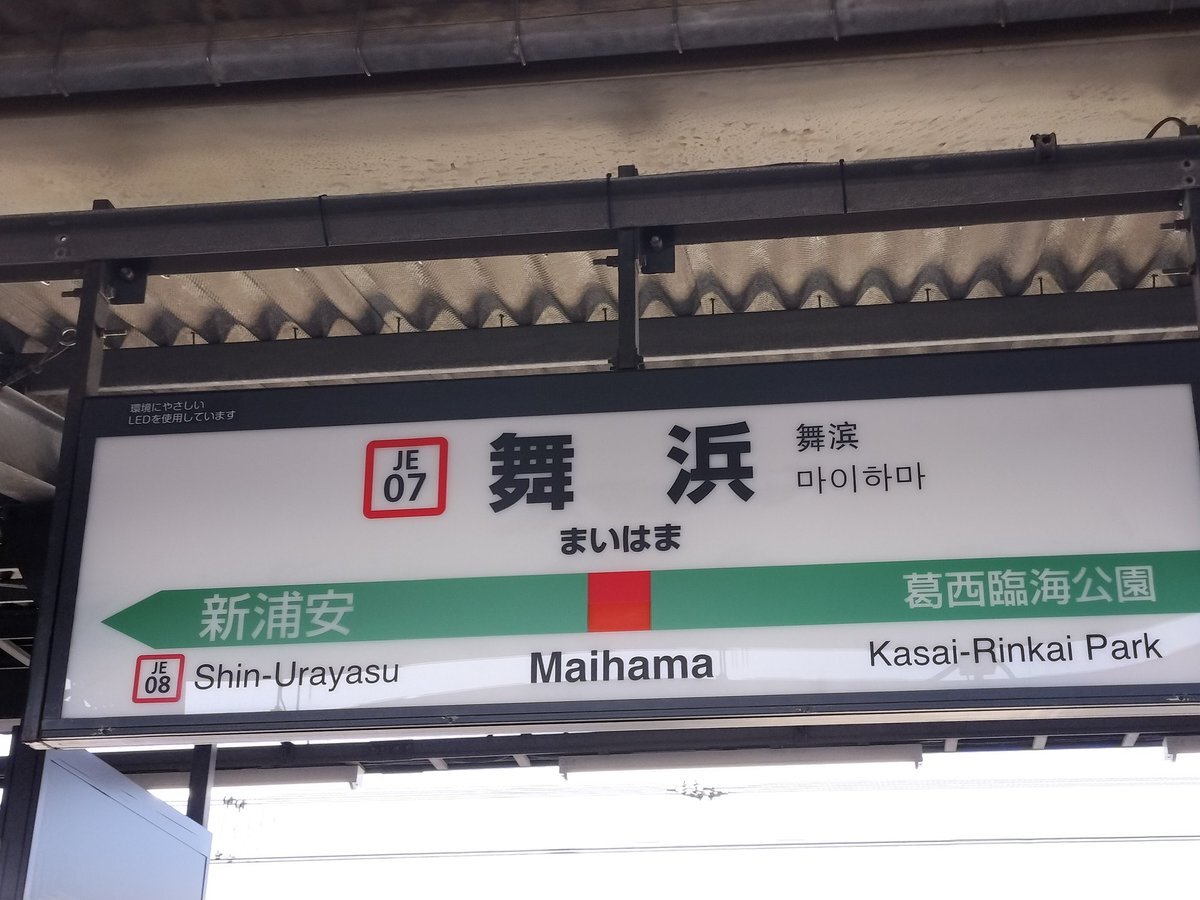 環境にやさしい
LEDを使用しています
JE
07
舞浜
舞滨
마이하마
まいはま
新浦安
葛西臨海公園
JE
08
Shin-Urayasu
Maihama
Kasai-Rinkai Park